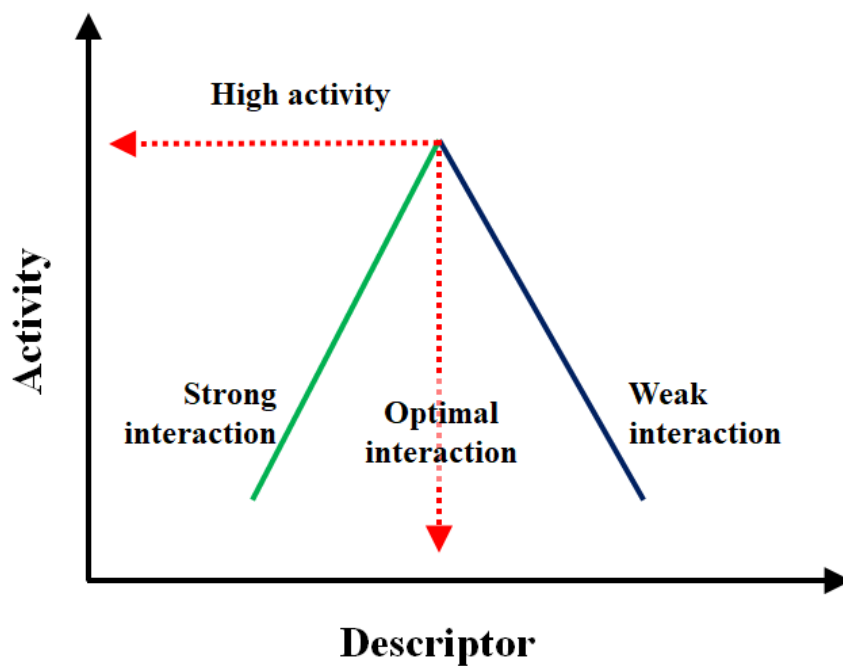 High activity
Activity
Strong
interaction
Optimal
interaction
Weak
interaction
Descriptor